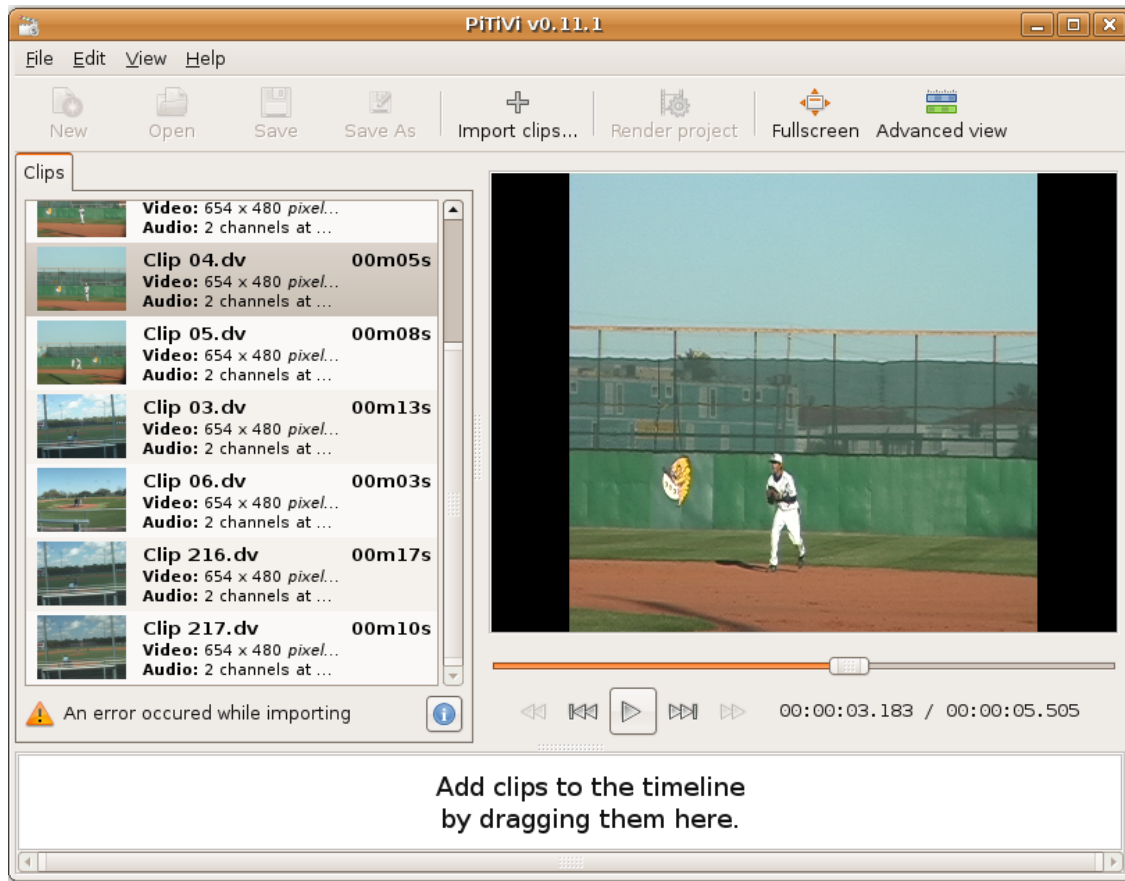 PiTiVi v0.11.1
File Edit View Help
New Open Save Save As Import clips... Render project Fullscreen Advanced view
Clips
Video: 654 x 480 pixel...
Audio: 2 channels at ...
Clip 04.dv 00m05s
Video: 654 x 480 pixel...
Audio: 2 channels at ...
Clip 05.dv 00m08s
Video: 654 x 480 pixel...
Audio: 2 channels at ...
Clip 03.dv 00m13s
Video: 654 x 480 pixel...
Audio: 2 channels at ...
Clip 06.dv 00m03s
Video: 654 x 480 pixel...
Audio: 2 channels at ...
Clip 216.dv 00m17s
Video: 654 x 480 pixel...
Audio: 2 channels at ...
Clip 217.dv 00m10s
Video: 654 x 480 pixel...
Audio: 2 channels at ...
An error occured while importing
00:00:03.183 / 00:00:05.505
Add clips to the timeline
by dragging them here.